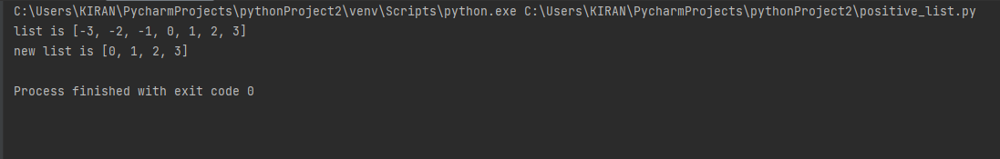 C:\Users\KIRAN\PycharmProjects\pythonProject2\venv\Scripts\python.exe C:\Users\KIRAN\PycharmProjects\pythonProject2\positive_list.py
list is [-3, -2, -1, 0, 1, 2, 3]
new list is [0, 1, 2, 3]
Process finished with exit code 0